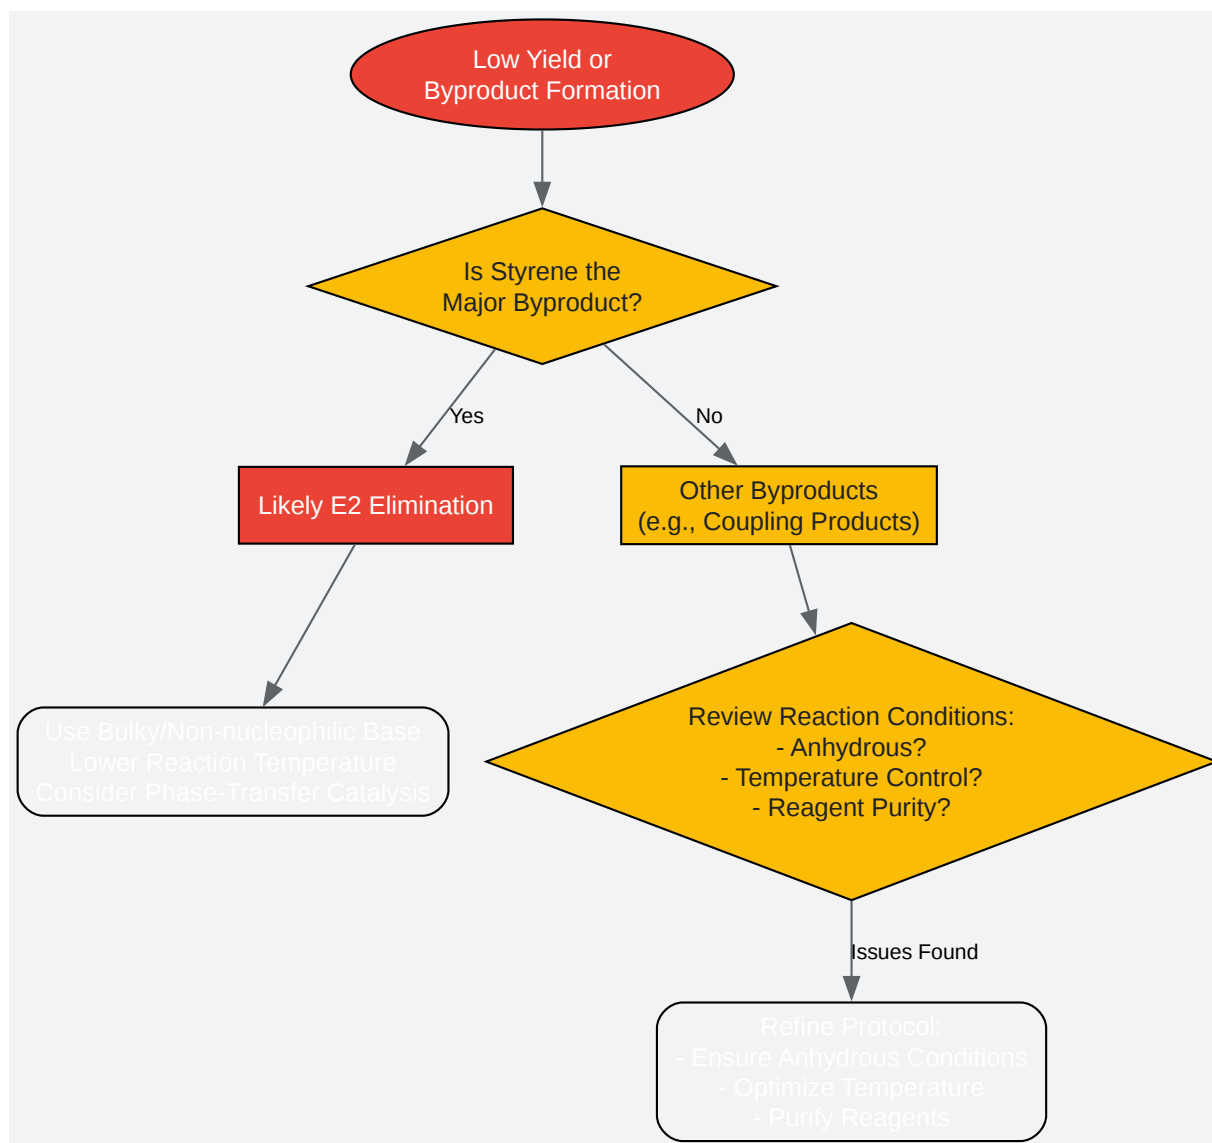 Low Yield or
Byproduct Formation
Is Styrene the
Major Byproduct?
Yes
No
Likely E2 Elimination
Other Byproducts
(e.g., Coupling Products)
Use Bulky/Non-nucleophilic Base
Lower Reaction Temperature
Consider Phase-Transfer Catalysis
Review Reaction Conditions:
- Anhydrous?
- Temperature Control?
- Reagent Purity?
Issues Found
Refine Protocol:
- Ensure Anhydrous Conditions
- Optimize Temperature
- Purify Reagents